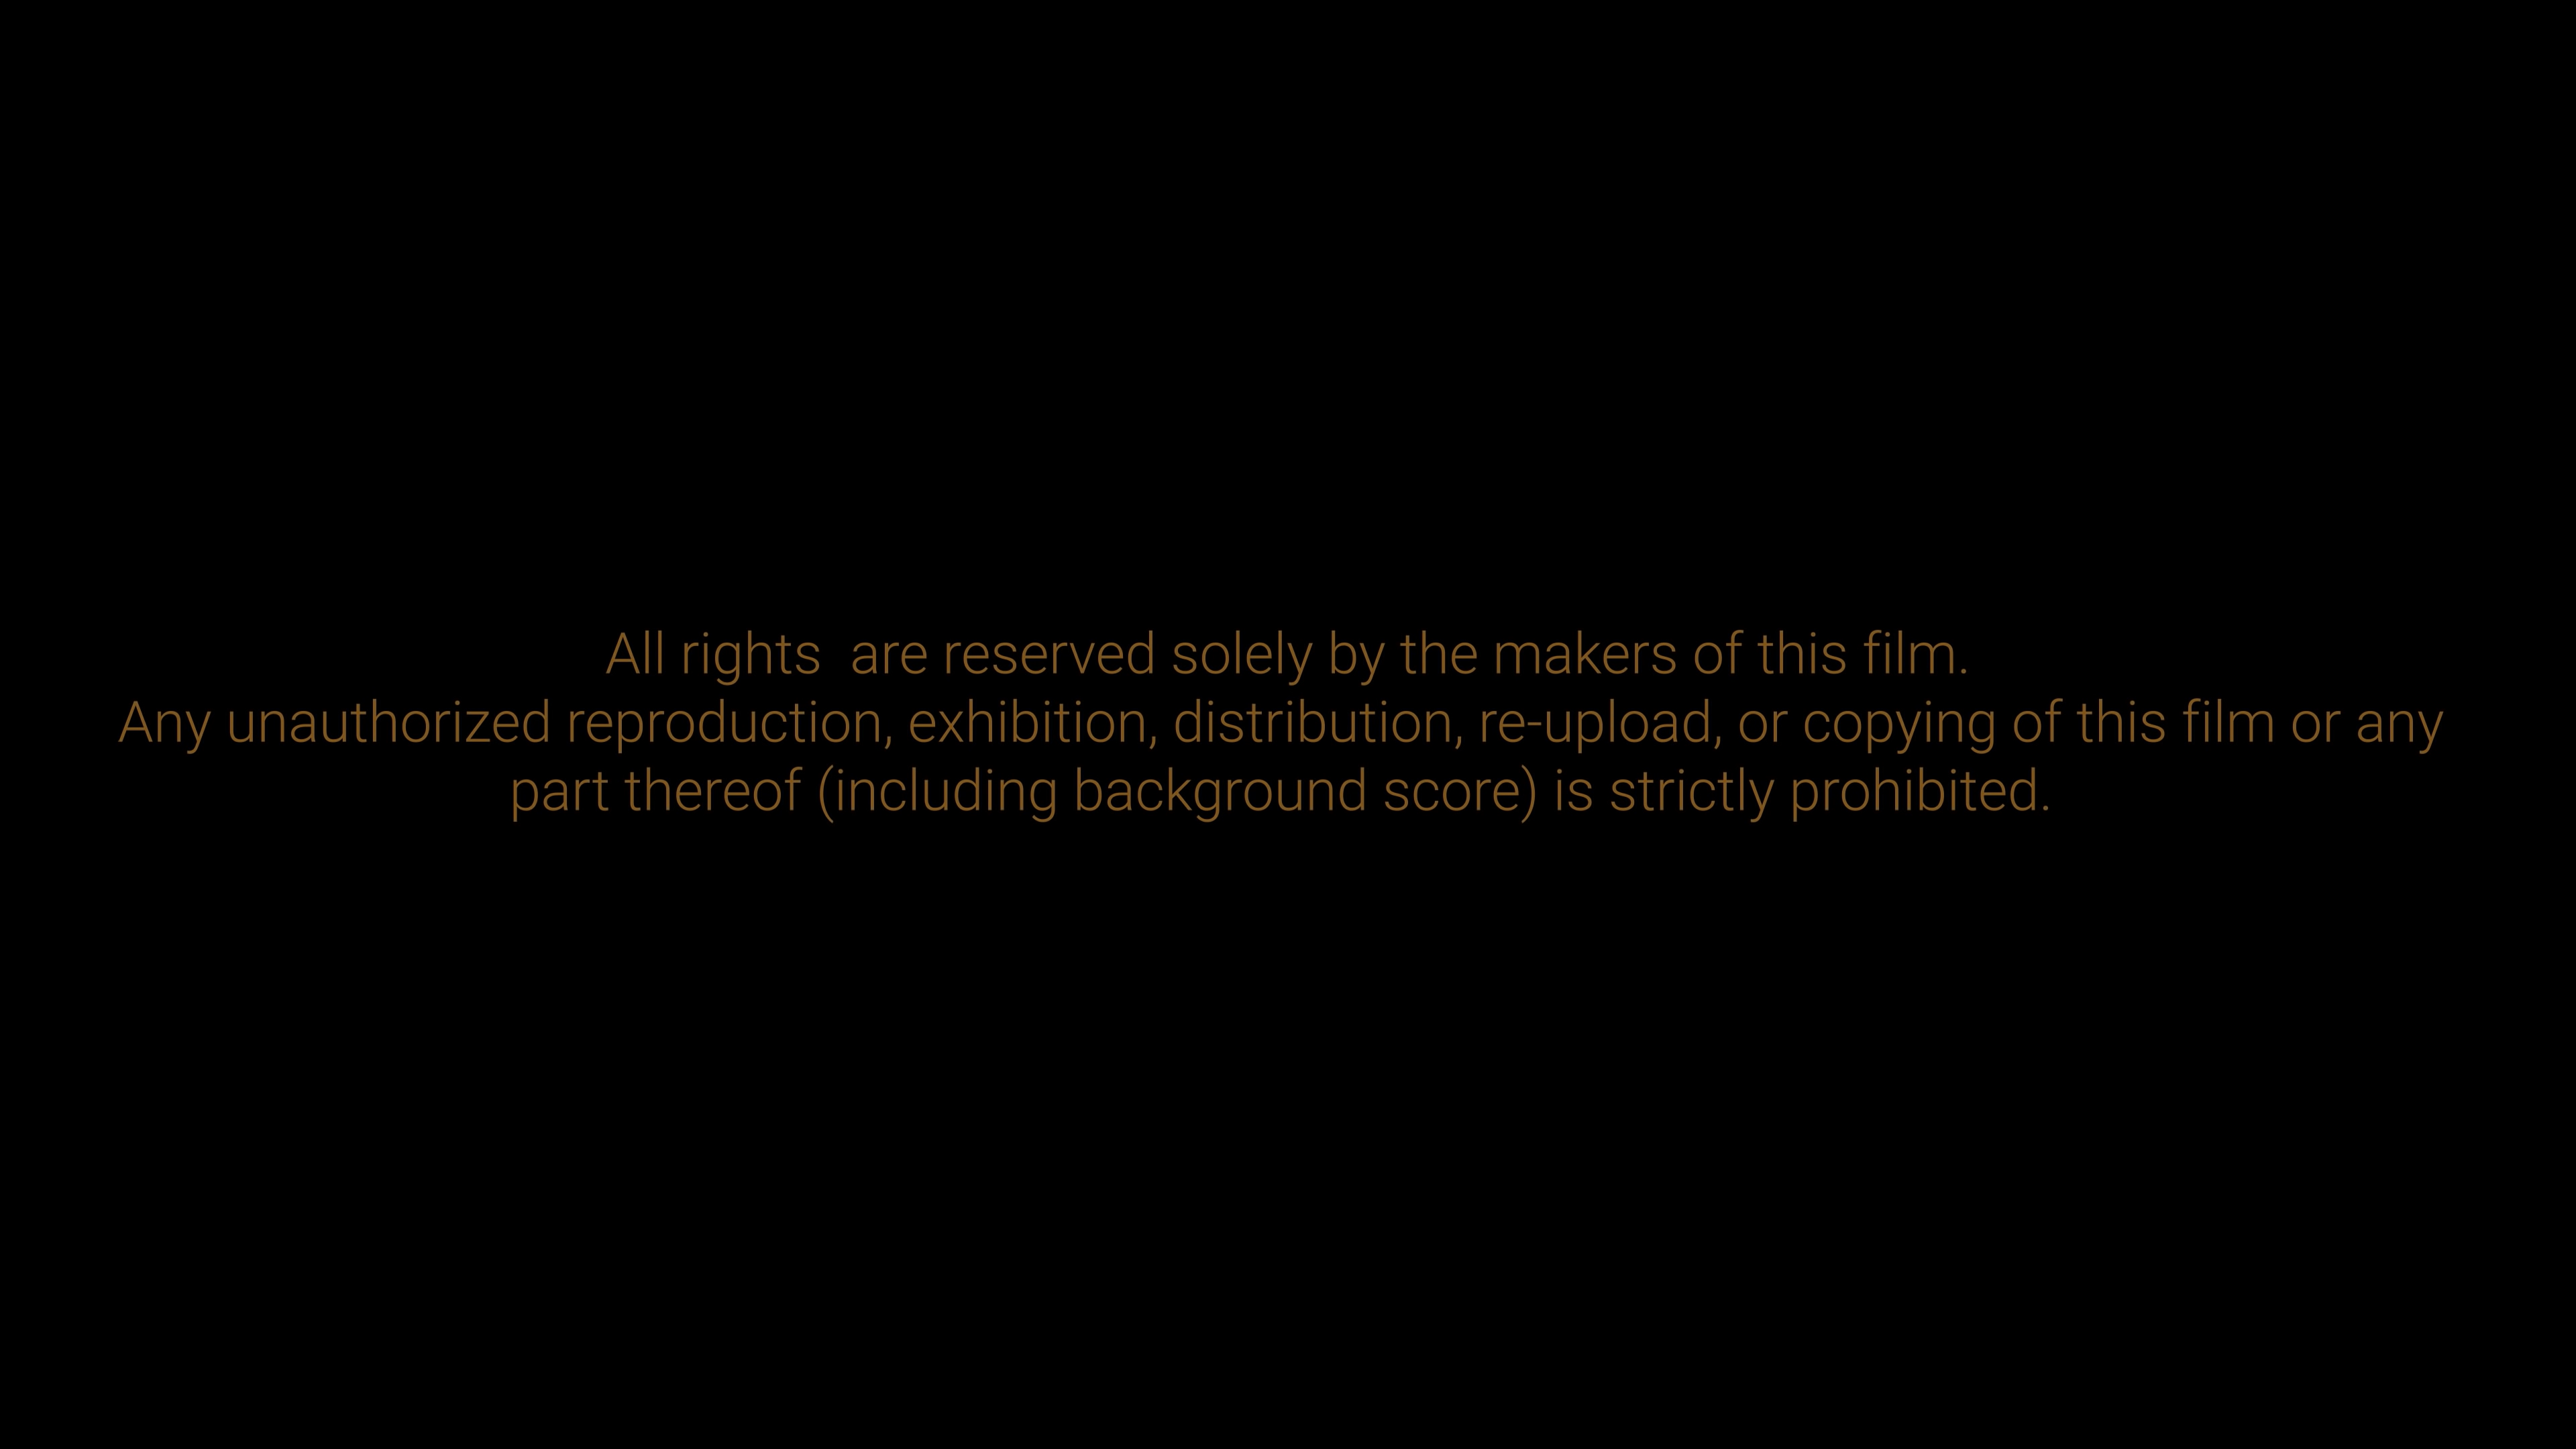 All rights  are reserved solely by the makers of this film.
Any unauthorized reproduction, exhibition, distribution, re-upload, or copying of this film or any
part thereof (including background score) is strictly prohibited.